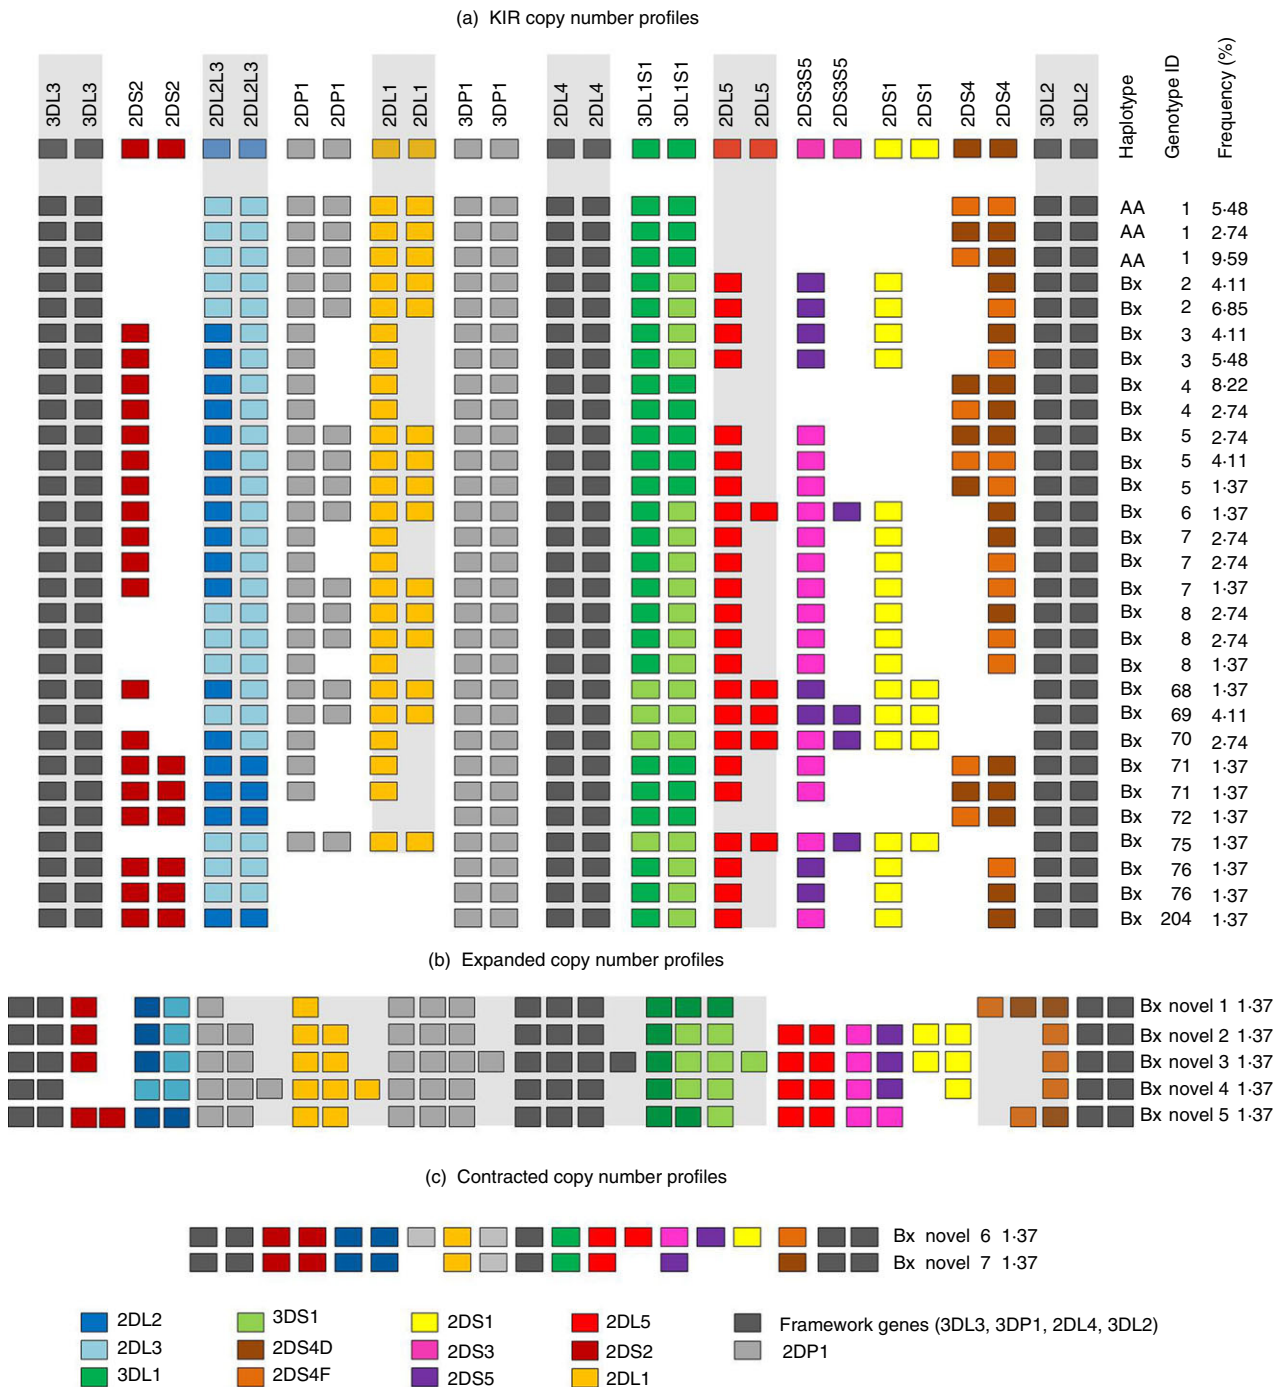 (a) KIR copy number profiles
3DL3 3DL3 2DS2 2DS2 2DL2L3 2DL2L3 2DP1 2DP1 2DL1 2DL1 3DP1 3DP1 2DL4 2DL4 3DL1S1 3DL1S1 2DL5 2DL5 2DS3S5 2DS3S5 2DS1 2DS1 2DS4 2DS4 3DL2 3DL2 Haplotype Genotype ID Frequency (%)
AA 1 5·48
AA 1 2·74
AA 1 9·59
Bx 2 4·11
Bx 2 6·85
Bx 3 4·11
Bx 3 5·48
Bx 4 8·22
Bx 4 2·74
Bx 5 2·74
Bx 5 4·11
Bx 5 1·37
Bx 6 1·37
Bx 7 2·74
Bx 7 2·74
Bx 7 1·37
Bx 8 2·74
Bx 8 2·74
Bx 8 1·37
Bx 68 1·37
Bx 69 4·11
Bx 70 2·74
Bx 71 1·37
Bx 71 1·37
Bx 72 1·37
Bx 75 1·37
Bx 76 1·37
Bx 76 1·37
Bx 204 1·37
(b) Expanded copy number profiles
Bx novel 1 1·37
Bx novel 2 1·37
Bx novel 3 1·37
Bx novel 4 1·37
Bx novel 5 1·37
(c) Contracted copy number profiles
Bx novel 6 1·37
Bx novel 7 1·37
2DL2 3DS1 2DS1 2DL5 Framework genes (3DL3, 3DP1, 2DL4, 3DL2)
2DL3 2DS4D 2DS3 2DS2 2DP1
3DL1 2DS4F 2DS5 2DL1